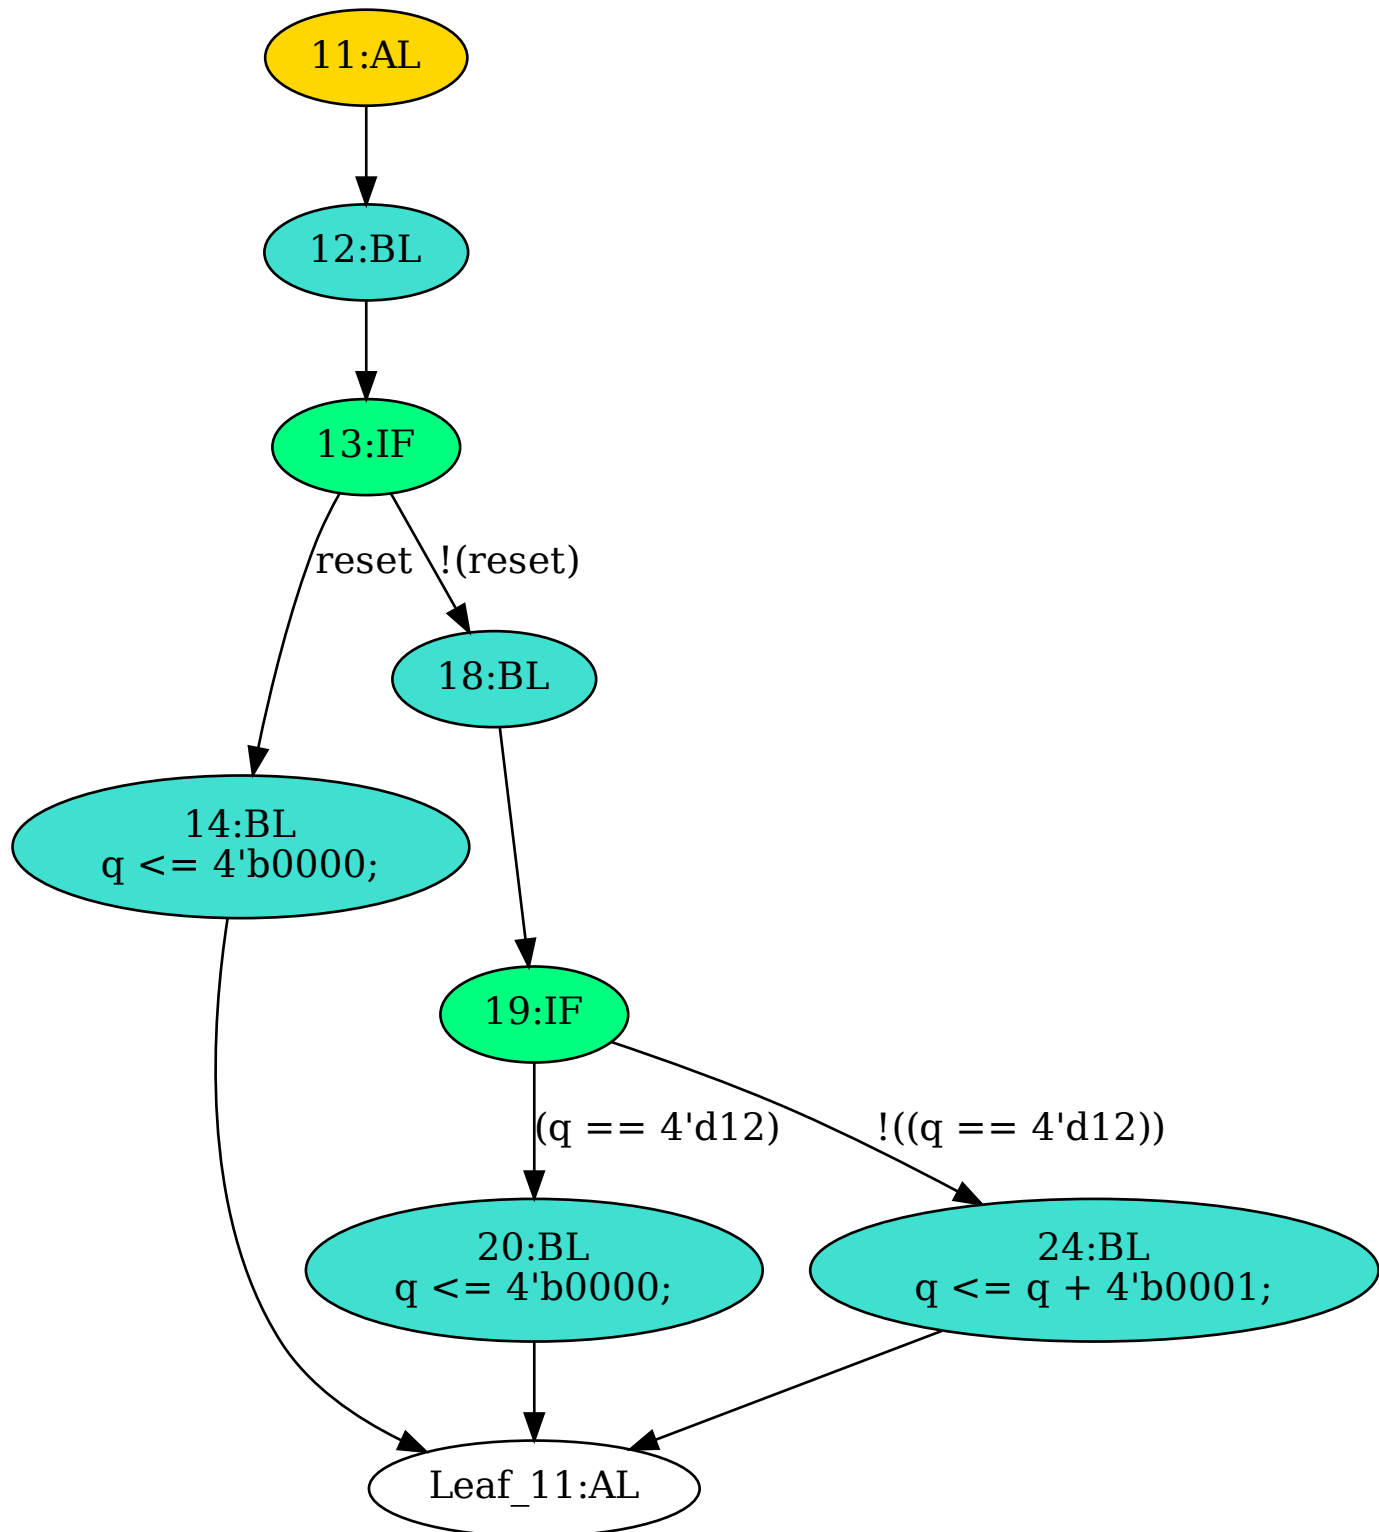 11:AL
12:BL
13:IF
reset
!(reset)
18:BL
14:BL
q <= 4'b0000;
19:IF
(q == 4'd12)
!((q == 4'd12))
20:BL
q <= 4'b0000;
24:BL
q <= q + 4'b0001;
Leaf_11:AL